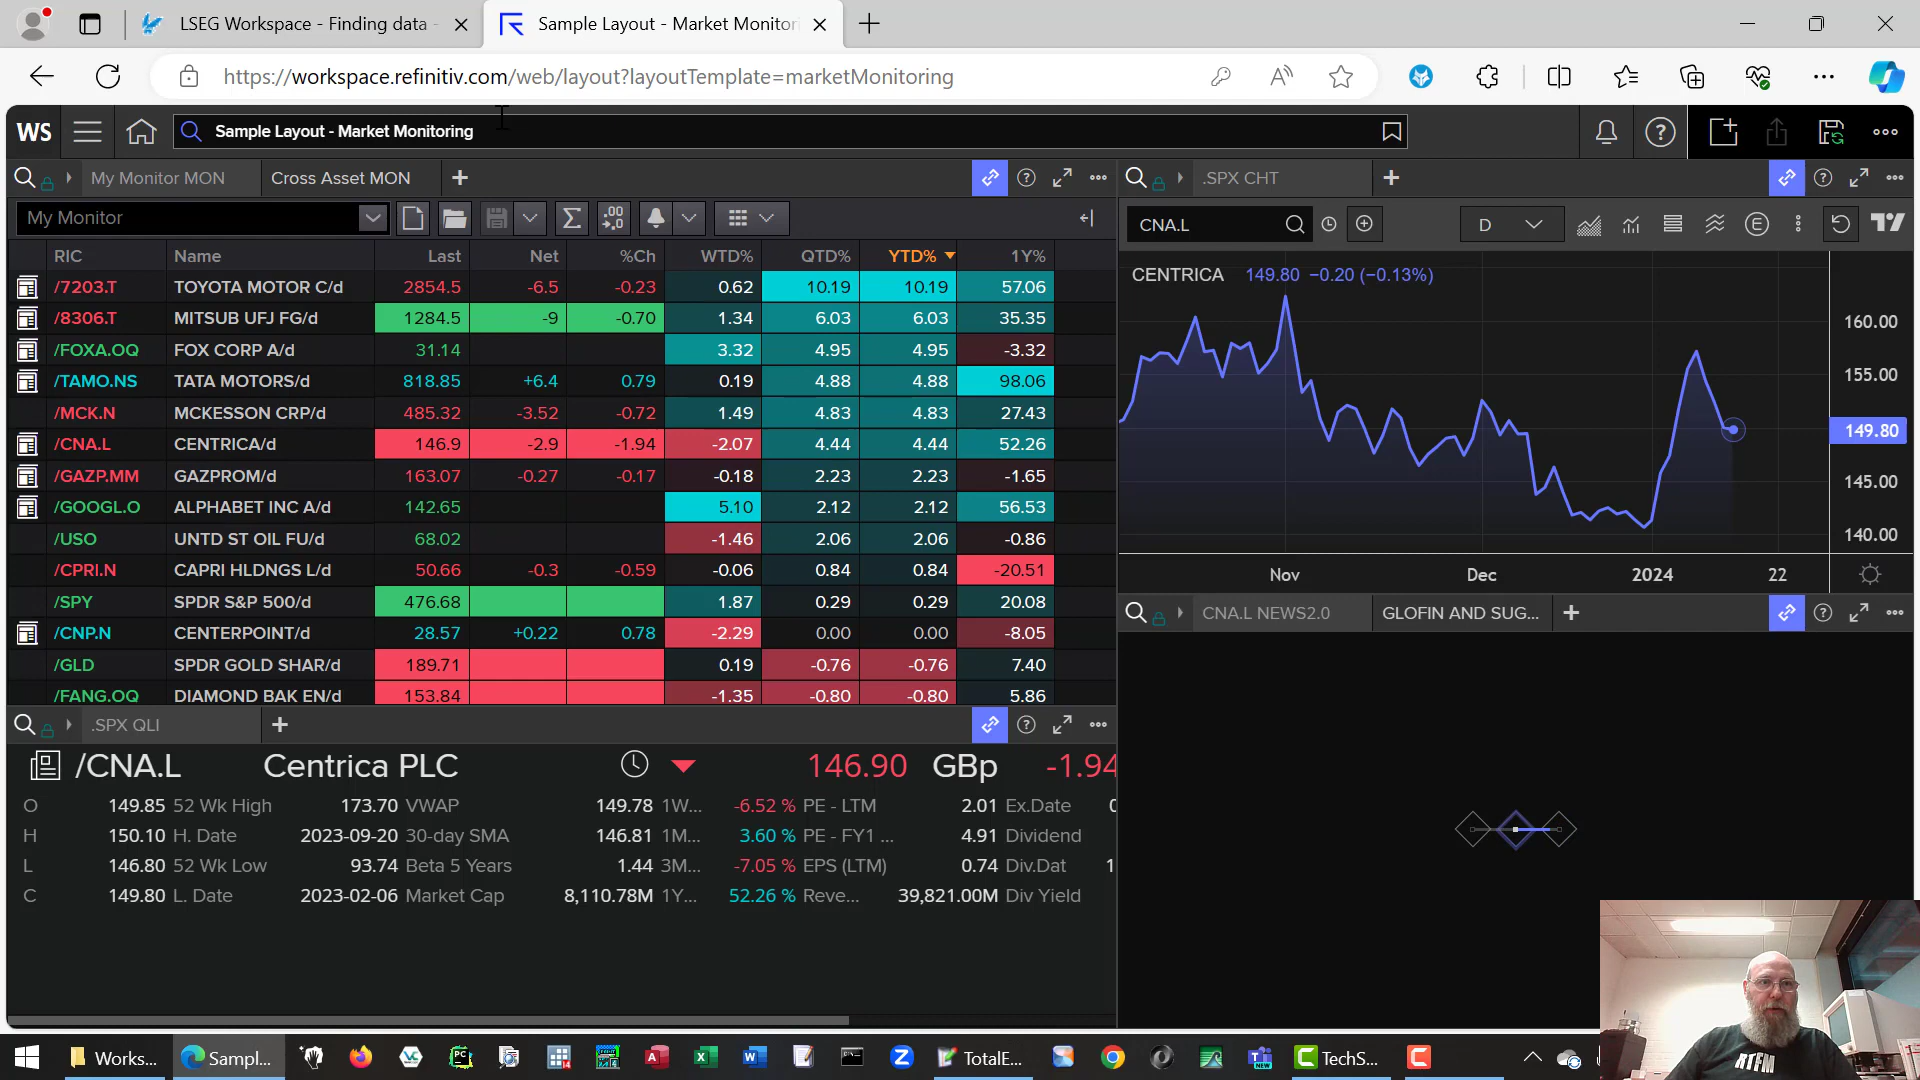 LSEG Workspace - Finding data -
Sample Layout - Market Monitor
https://workspace.refinitiv.com/web/layout?layoutTemplate=marketMonitoring
WS
Sample Layout - Market Monitoring
My Monitor MON
Cross Asset MON
.SPX CHT
My Monitor
CNA.L
D
E
RIC Name Last Net %Ch WTD% QTD% YTD% 1Y%
/7203.T TOYOTA MOTOR C/d 2854.5 -6.5 -0.23 0.62 10.19 10.19 57.06
/8306.T MITSUB UFJ FG/d 1284.5 -9 -0.70 1.34 6.03 6.03 35.35
/FOXA.OQ FOX CORP A/d 31.14 3.32 4.95 4.95 -3.32
/TAMO.NS TATA MOTORS/d 818.85 +6.4 0.79 0.19 4.88 4.88 98.06
/MCK.N MCKESSON CRP/d 485.32 -3.52 -0.72 1.49 4.83 4.83 27.43
/CNA.L CENTRICA/d 146.9 -2.9 -1.94 -2.07 4.44 4.44 52.26
/GAZP.MM GAZPROM/d 163.07 -0.27 -0.17 -0.18 2.23 2.23 -1.65
/GOOGL.O ALPHABET INC A/d 142.65 5.10 2.12 2.12 56.53
/USO UNTD ST OIL FU/d 68.02 -1.46 2.06 2.06 -0.86
/CPRI.N CAPRI HLDNGS L/d 50.66 -0.3 -0.59 -0.06 0.84 0.84 -20.51
/SPY SPDR S&P 500/d 476.68 1.87 0.29 0.29 20.08
/CNP.N CENTERPOINT/d 28.57 +0.22 0.78 -2.29 0.00 0.00 -8.05
/GLD SPDR GOLD SHAR/d 189.71 0.19 -0.76 -0.76 7.40
/FANG.OQ DIAMOND BAK EN/d 153.84 -1.35 -0.80 -0.80 5.86
CENTRICA 149.80 −0.20 (−0.13%)
160.00
155.00
149.80
145.00
140.00
Nov Dec 2024 22
CNA.L NEWS2.0
GLOFIN AND SUG...
.SPX QLI
/CNA.L Centrica PLC 146.90 GBp -1.94
O 149.85 52 Wk High 173.70 VWAP 149.78 1W... -6.52 % PE - LTM 2.01 Ex.Date
H 150.10 H. Date 2023-09-20 30-day SMA 146.81 1M... 3.60 % PE - FY1 ... 4.91 Dividend
L 146.80 52 Wk Low 93.74 Beta 5 Years 1.44 3M... -7.05 % EPS (LTM) 0.74 Div.Dat 1
C 149.80 L. Date 2023-02-06 Market Cap 8,110.78M 1Y... 52.26 % Reve... 39,821.00M Div Yield
RTFM
Works...
Sampl...
TotalE...
TechS...